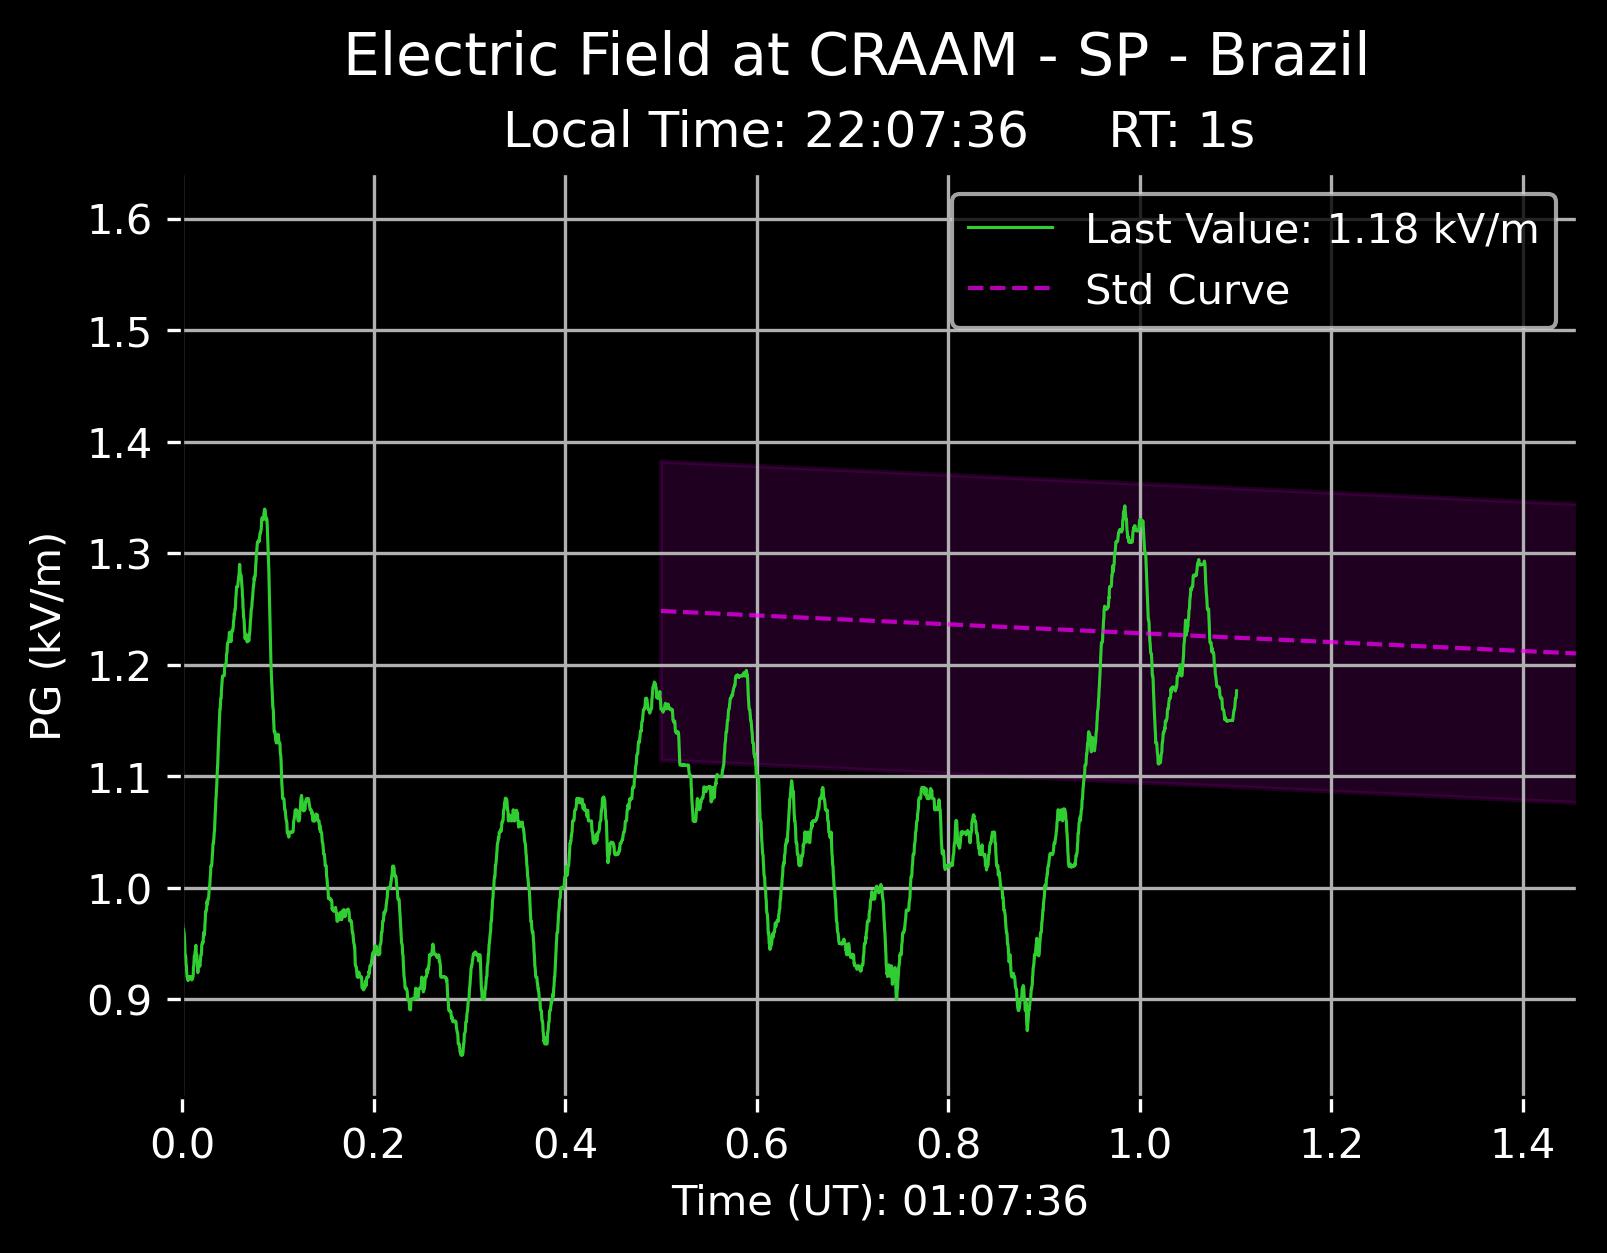 Electric Field at CRAAM - SP - Brazil
Local Time: 22:07:36 RT: 1s
Last Value: 1.18 kV/m
Std Curve
PG (kV/m)
1.6
1.5
1.4
1.3
1.2
1.1
1.0
0.9
0.0 0.2 0.4 0.6 0.8 1.0 1.2 1.4
Time (UT): 01:07:36